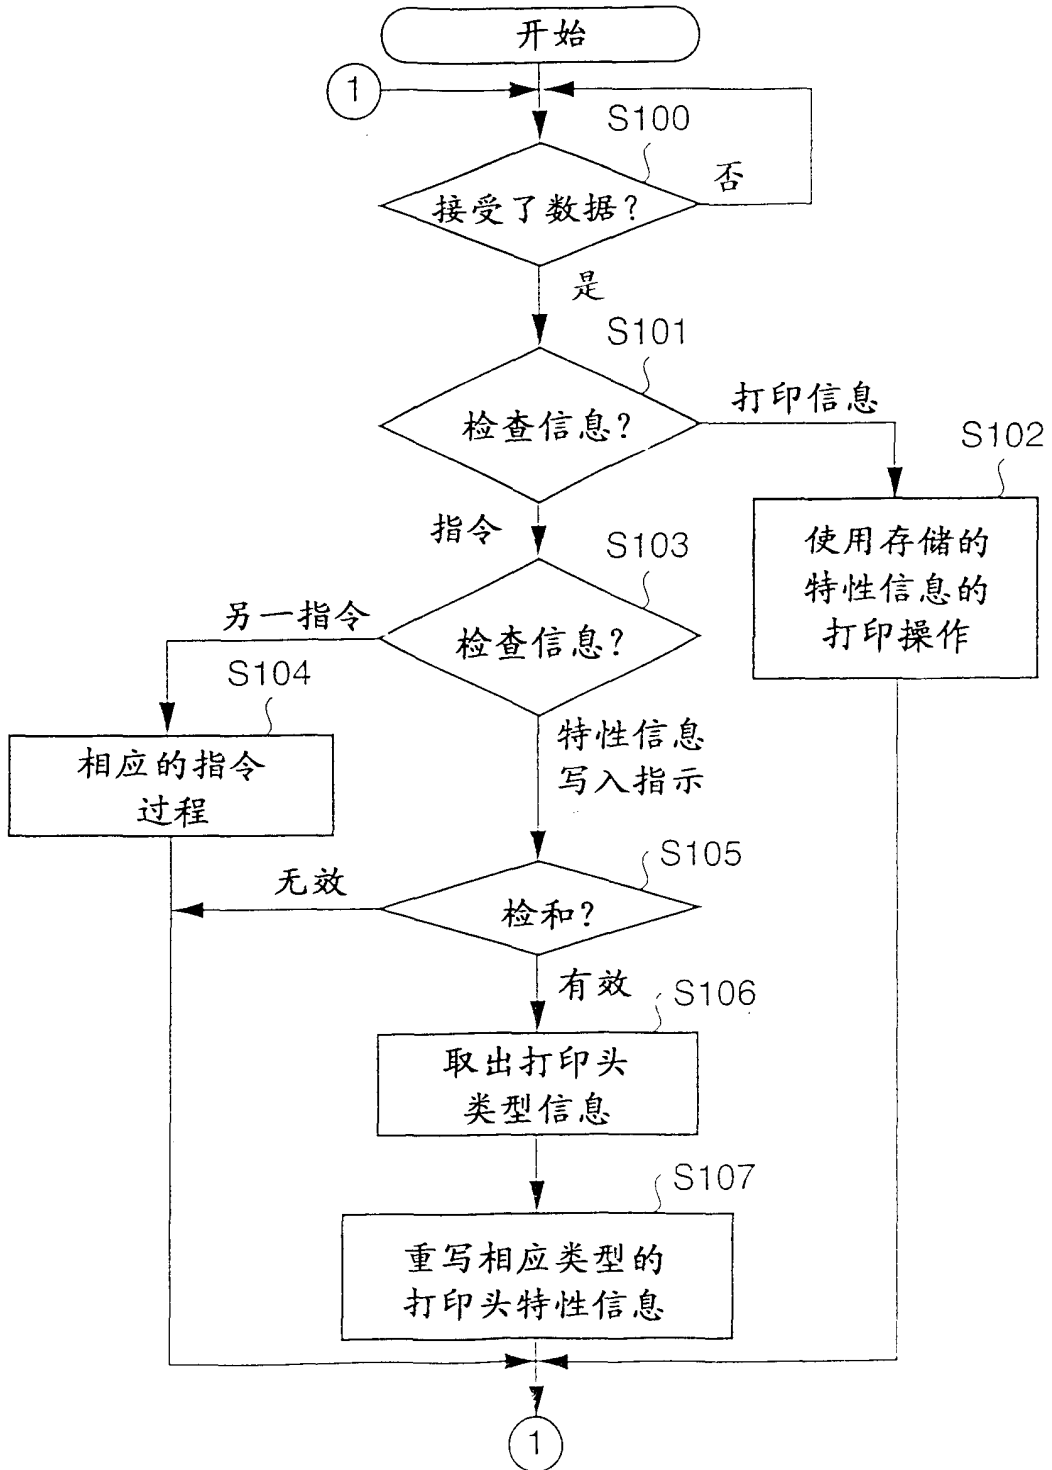 开始
1
S100
接受了数据?
否
是
S101
检查信息?
打印信息
S102
使用存储的
特性信息的
打印操作
指令
S103
检查信息?
另一指令
S104
相应的指令
过程
特性信息
写入指示
S105
检和?
无效
有效
S106
取出打印头
类型信息
S107
重写相应类型的
打印头特性信息
1